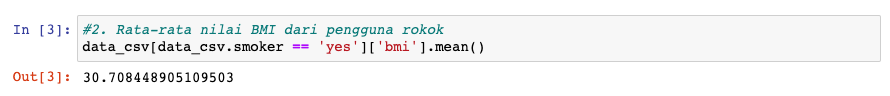 In [3]: #2. Rata-rata nilai BMI dari pengguna rokok
data_csv[data_csv.smoker == 'yes']['bmi'].mean()
Out[3]: 30.708448905109503